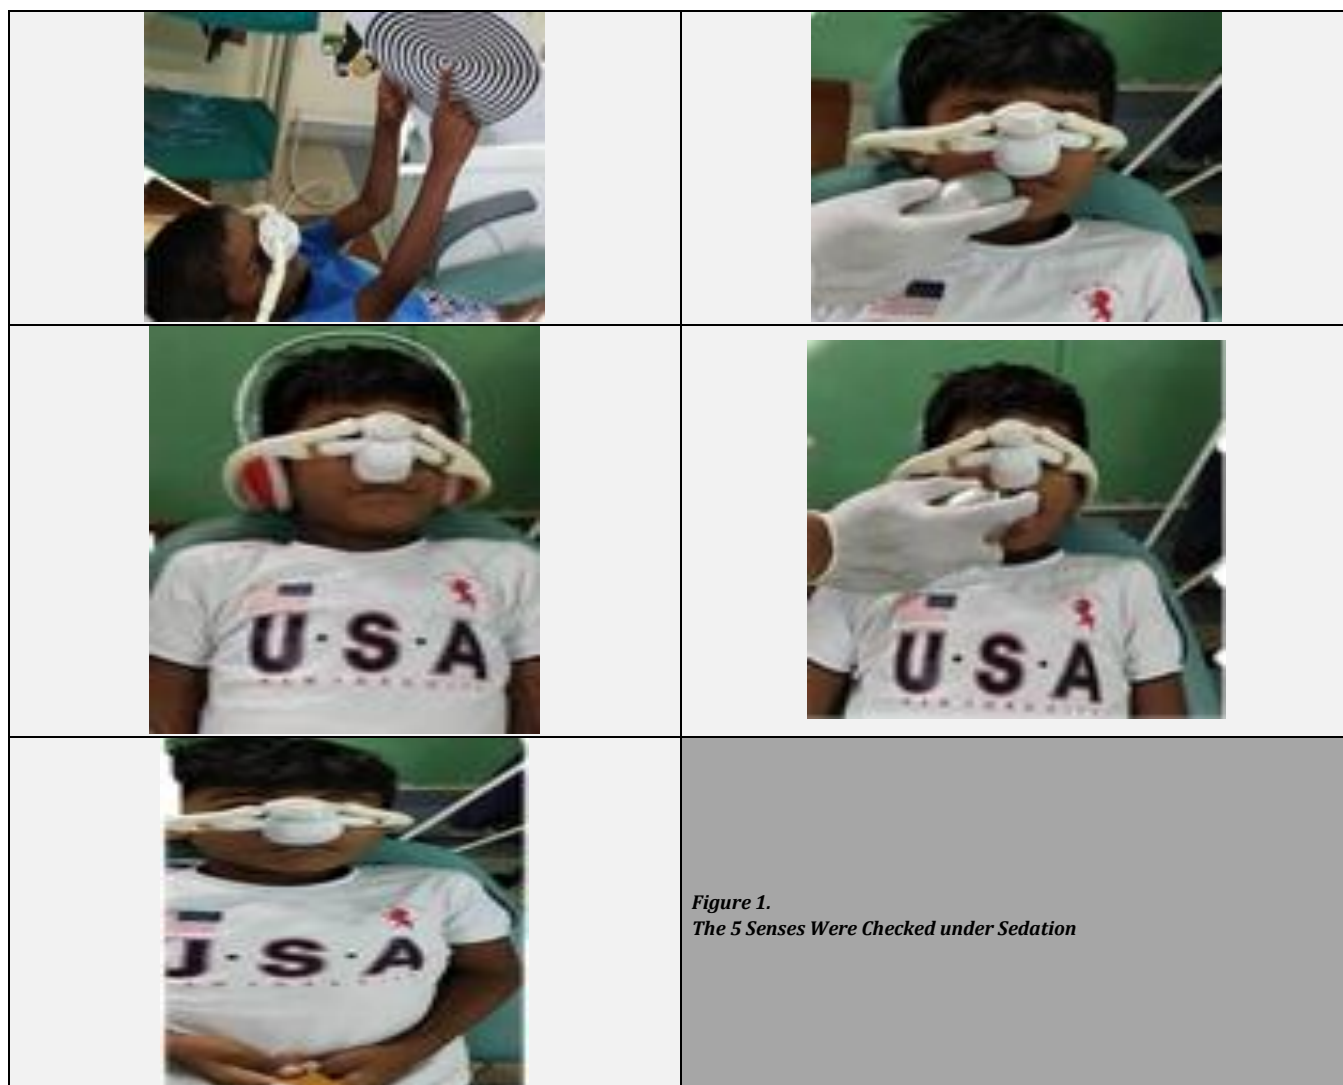 U·S·A
U·S·A
J·S·A
Figure 1.
The 5 Senses Were Checked under Sedation